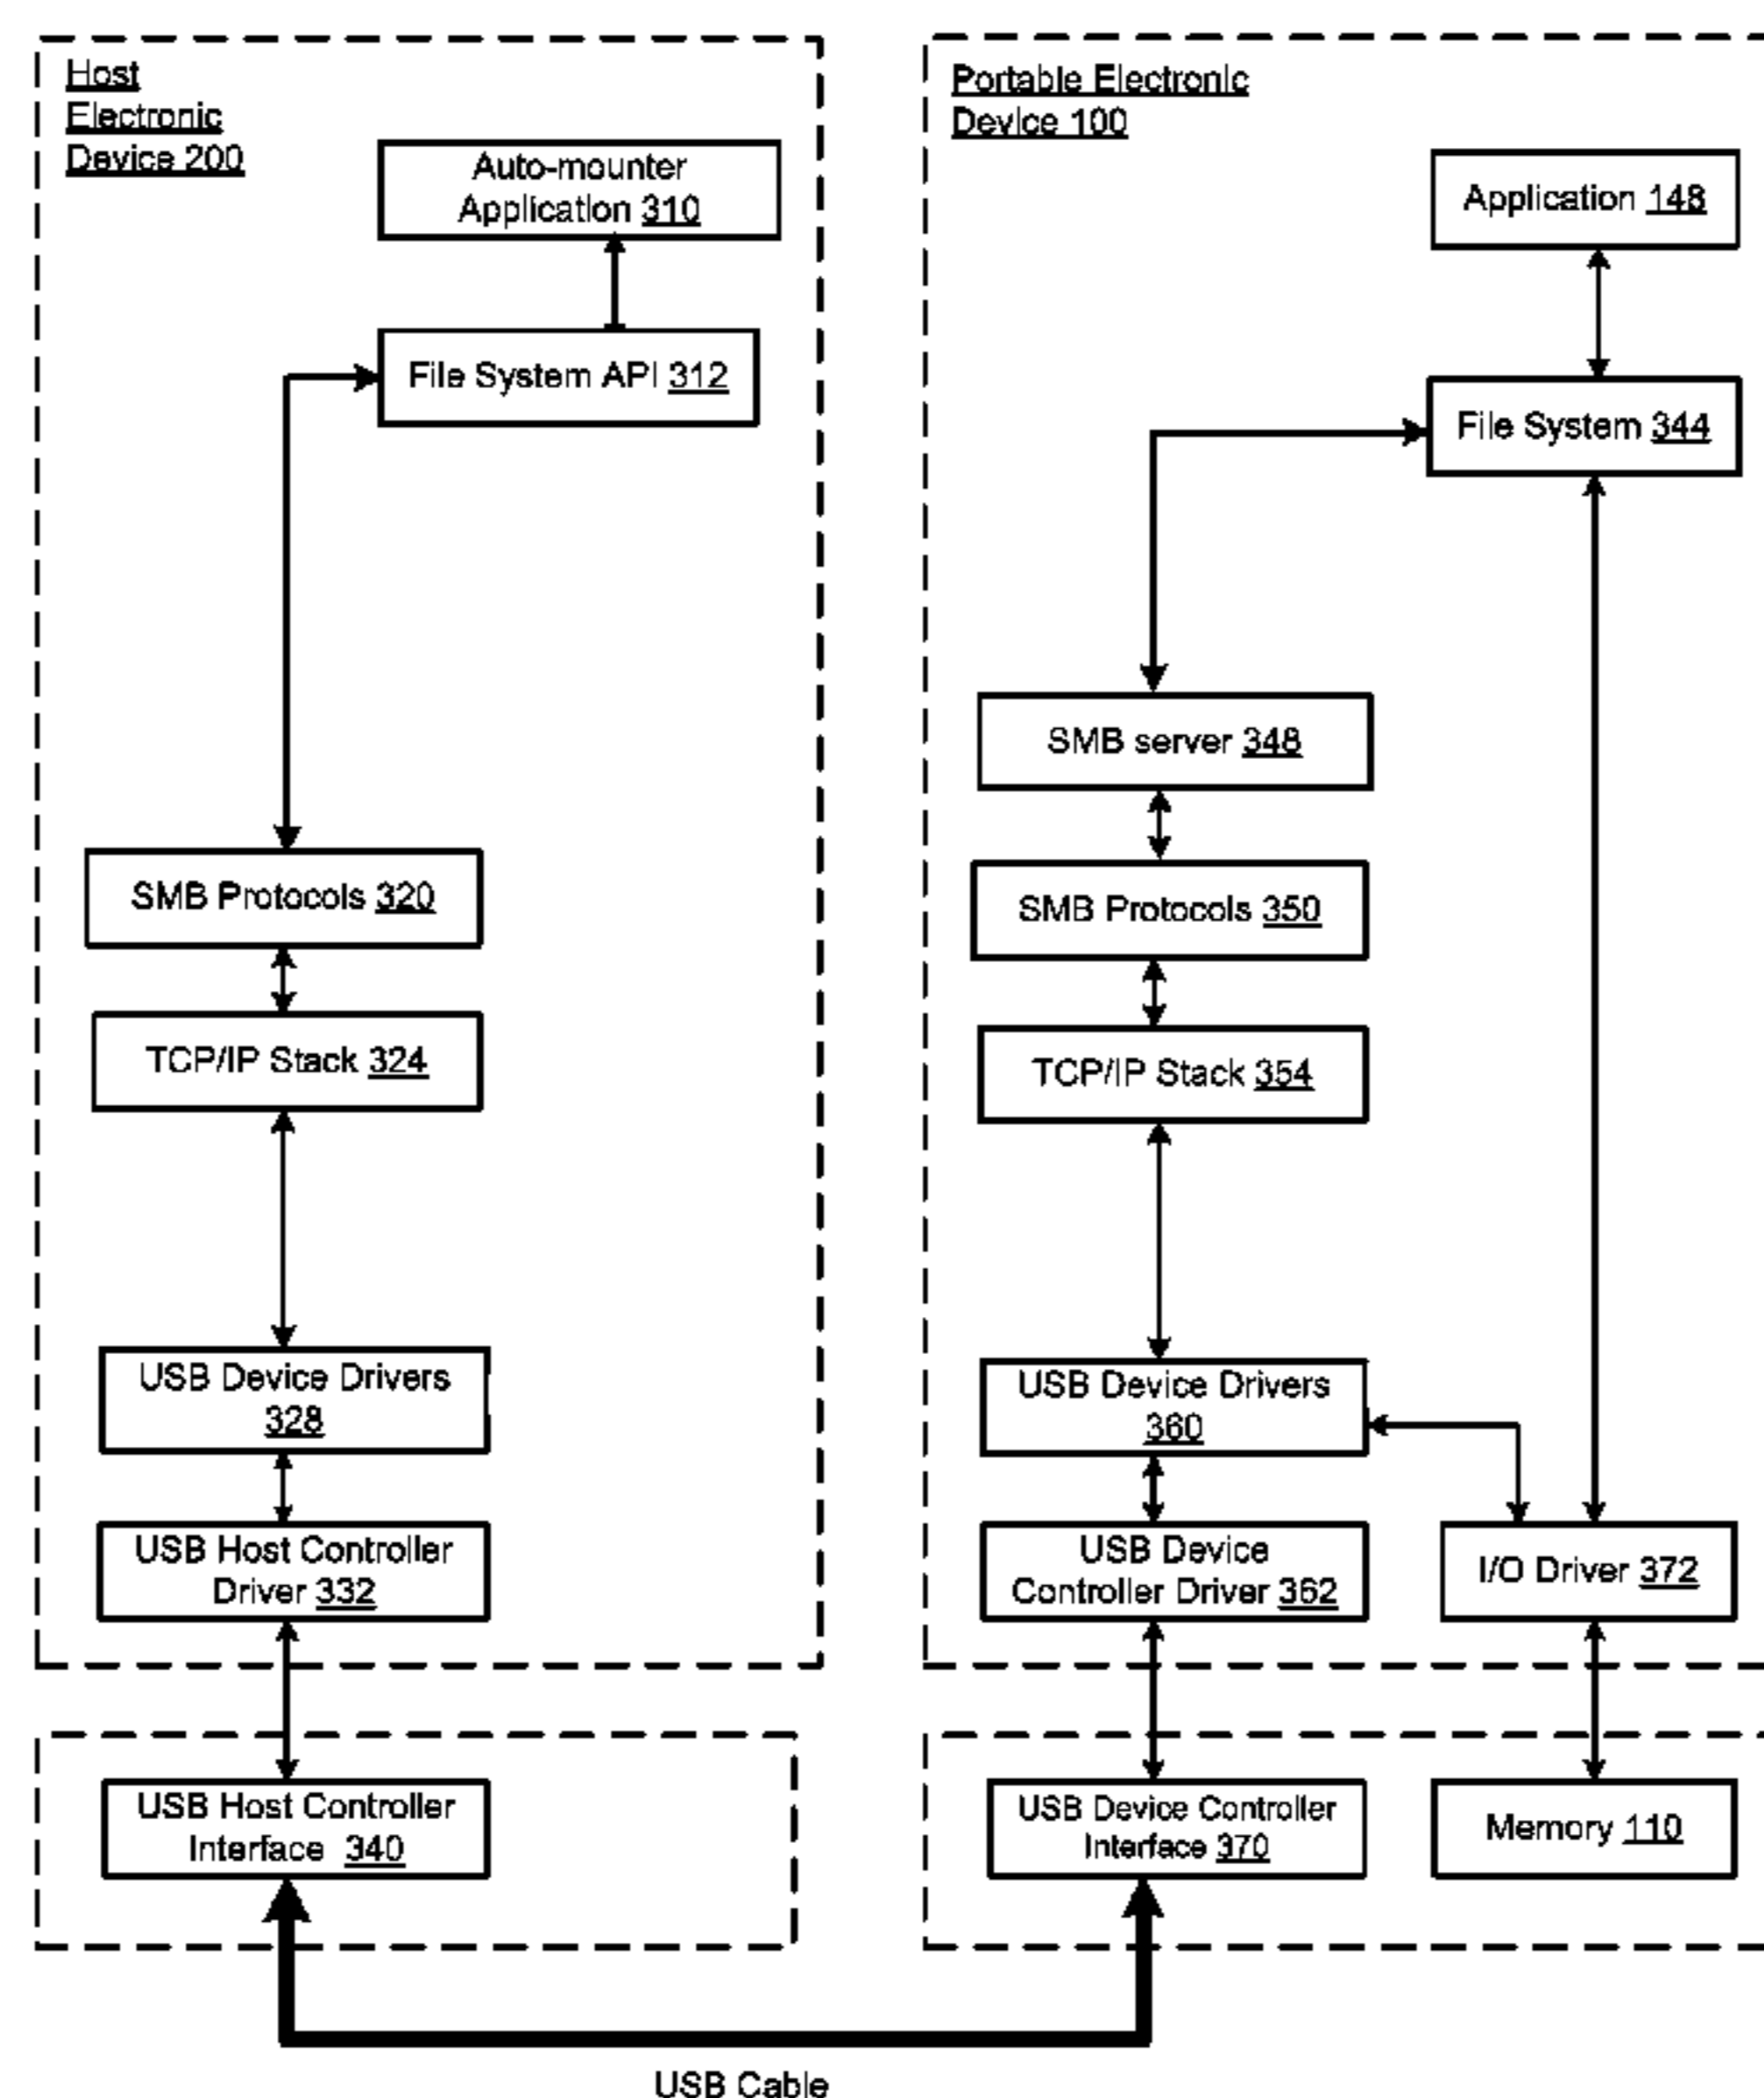 Host
Electronic
Device 200
Auto-mounter
Application 310
File System API 312
SMB Protocols 320
TCP/IP Stack 324
USB Device Drivers
328
USB Host Controller
Driver 332
USB Host Controller
Interface 340
Portable Electronic
Device 100
Application 148
File System 344
SMB server 348
SMB Protocols 350
TCP/IP Stack 354
USB Device Drivers
360
USB Device
Controller Driver 362
I/O Driver 372
USB Device Controller
Interface 370
Memory 110
USB Cable